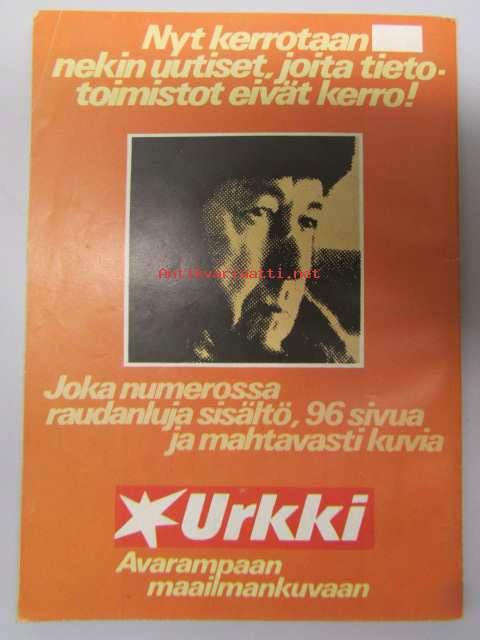 Nyt kerrotaan
nekin uutiset, joita tieto-
toimistot eivät kerro!
Antikvariaatti.net
Joka numerossa
raudanluja sisältö, 96 sivua
ja mahtavasti kuvia
Urkki
Avarampaan
maailmankuvaan